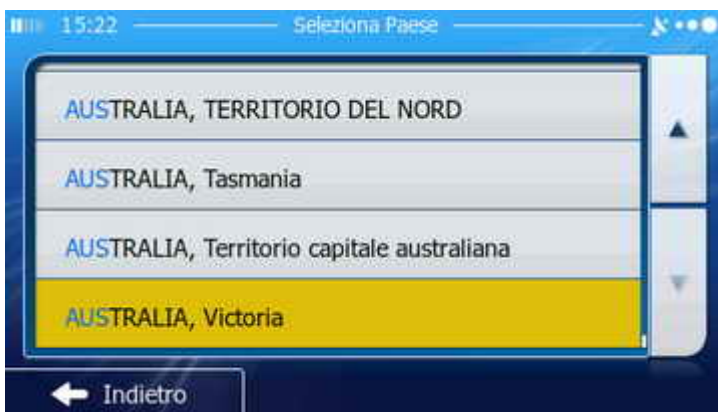 15:22 Seleziona Paese
AUSTRALIA, TERRITORIO DEL NORD
AUSTRALIA, Tasmania
AUSTRALIA, Territorio capitale australiana
AUSTRALIA, Victoria
Indietro